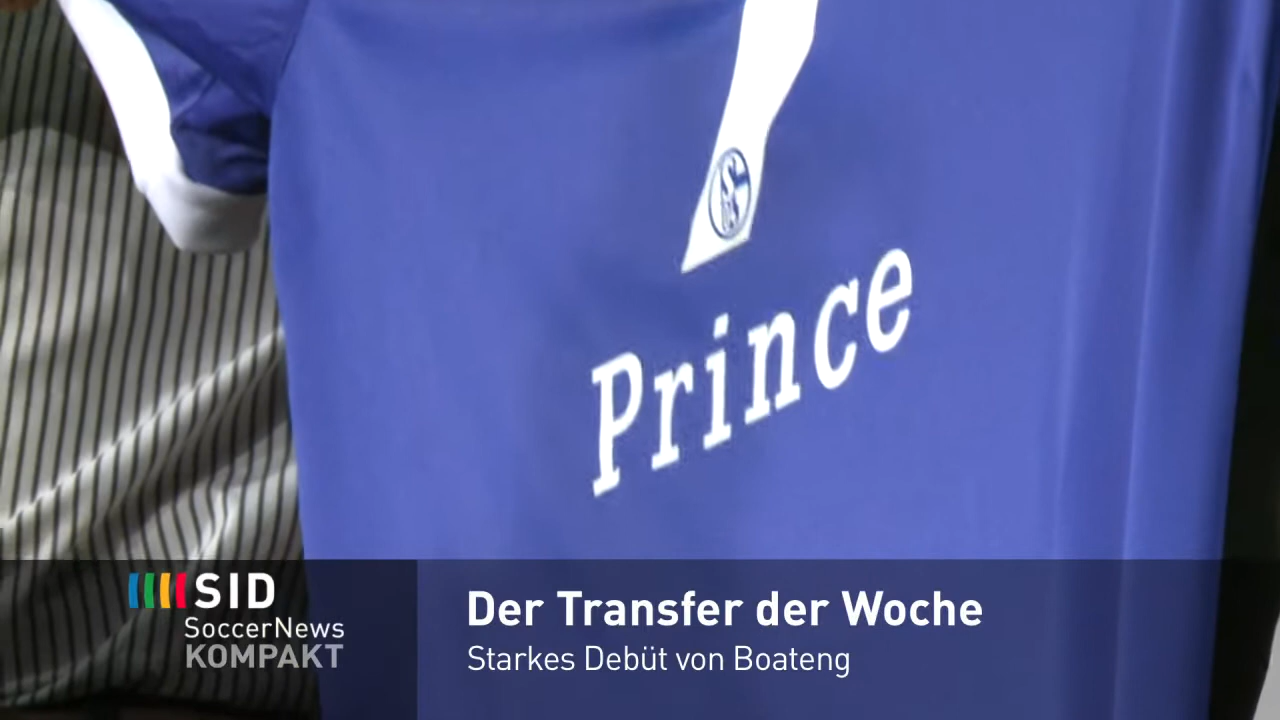 Prince
SID
SoccerNews
KOMPAKT
Der Transfer der Woche
Starkes Debüt von Boateng